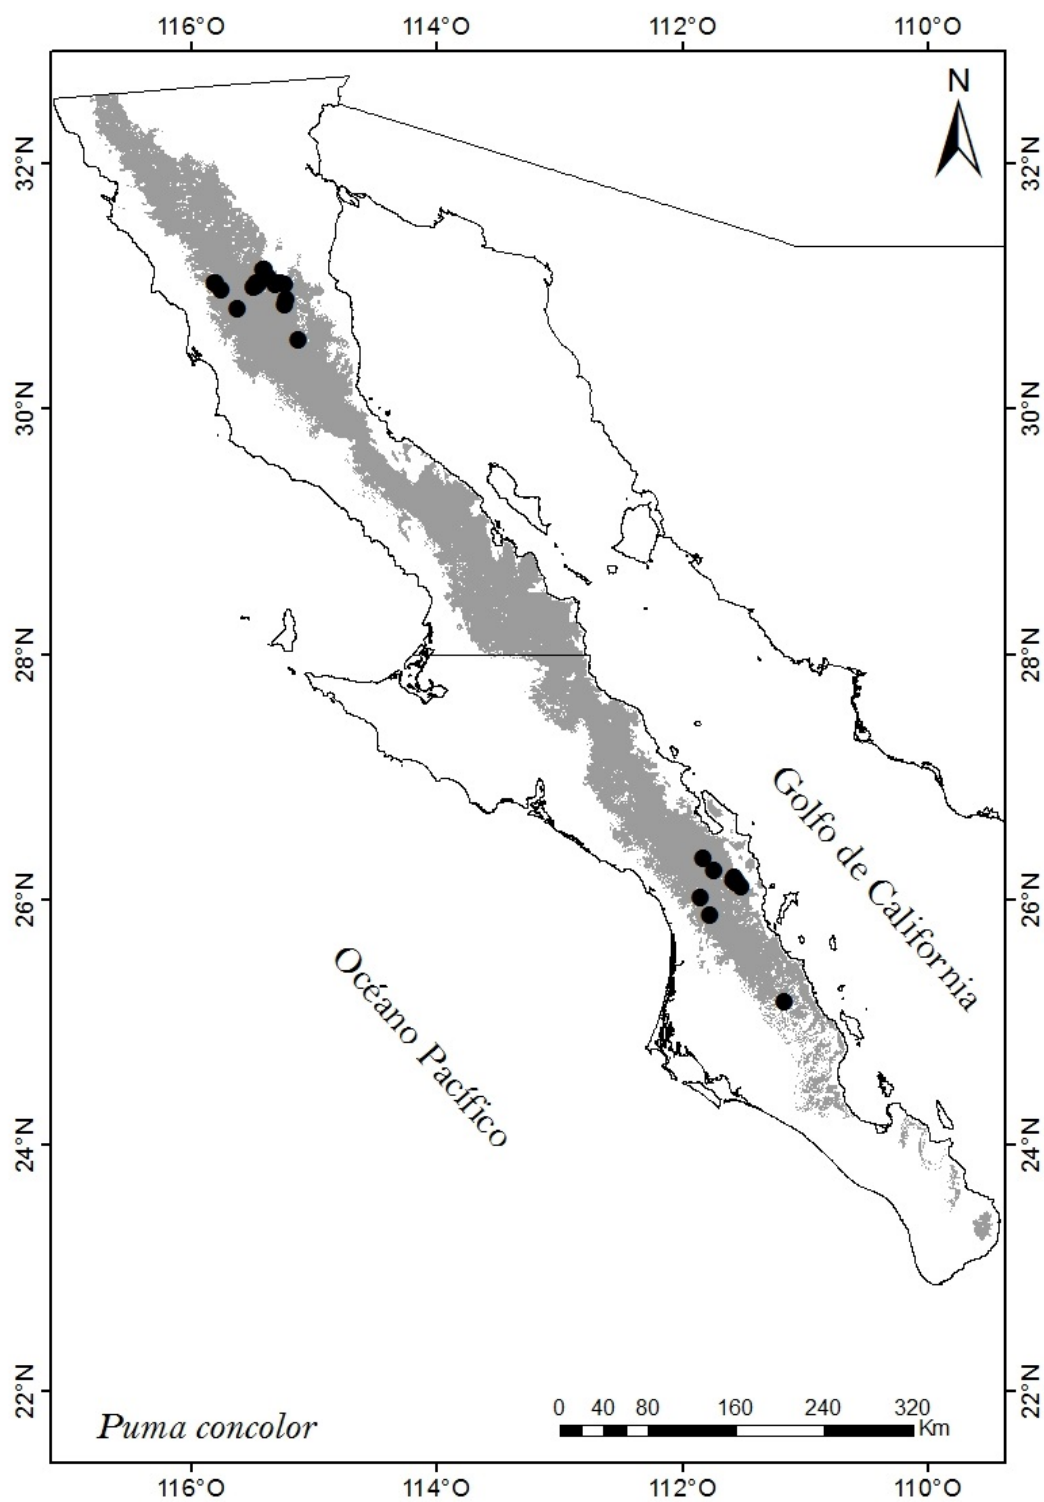 116°O 114°O 112°O 110°O
N
32°N 32°N
30°N 30°N
28°N 28°N
Golfo de California
26°N 26°N
Océano Pacífico
24°N 24°N
22°N 22°N
Puma concolor
0 40 80 160 240 320
Km
116°O 114°O 112°O 110°O